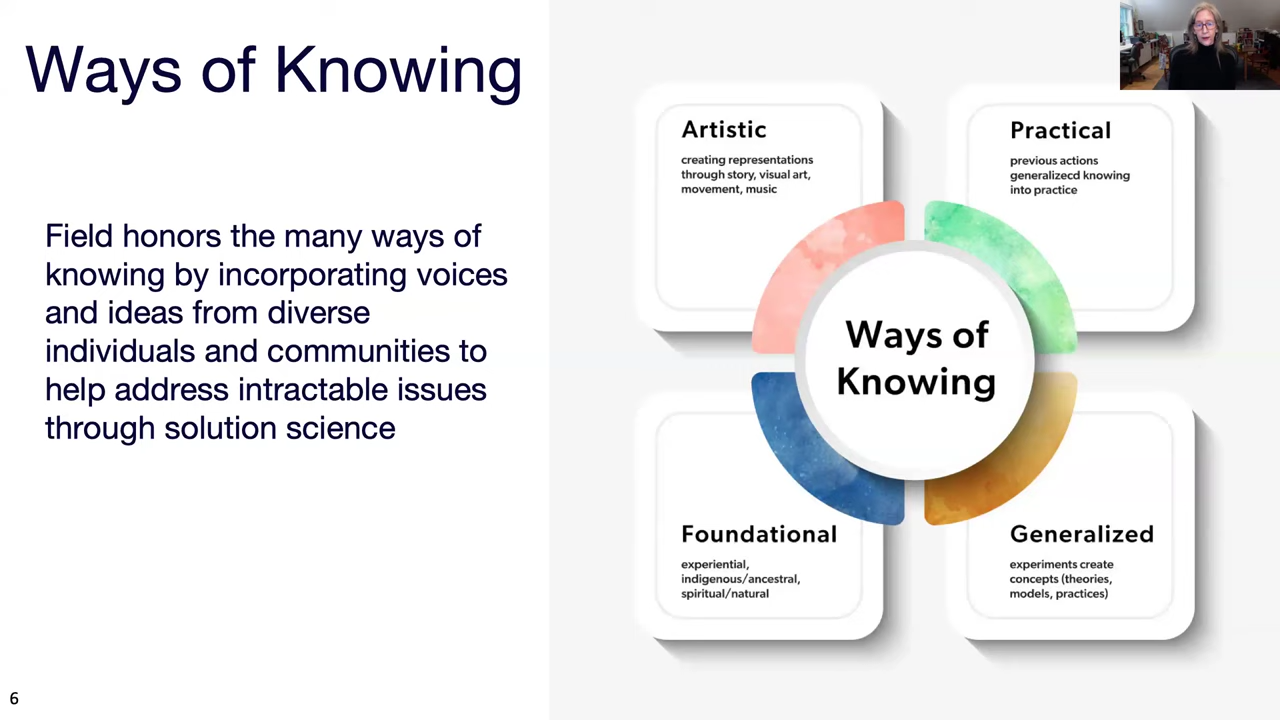 Ways of Knowing
Field honors the many ways of
knowing by incorporating voices
and ideas from diverse
individuals and communities to
help address intractable issues
through solution science
Artistic
creating representations
through story, visual art,
movement, music
Practical
previous actions
generalizecd knowing
into practice
Ways of
Knowing
Foundational
experiential,
indigenous/ancestral,
spiritual/natural
Generalized
experiments create
concepts (theories,
models, practices)
6